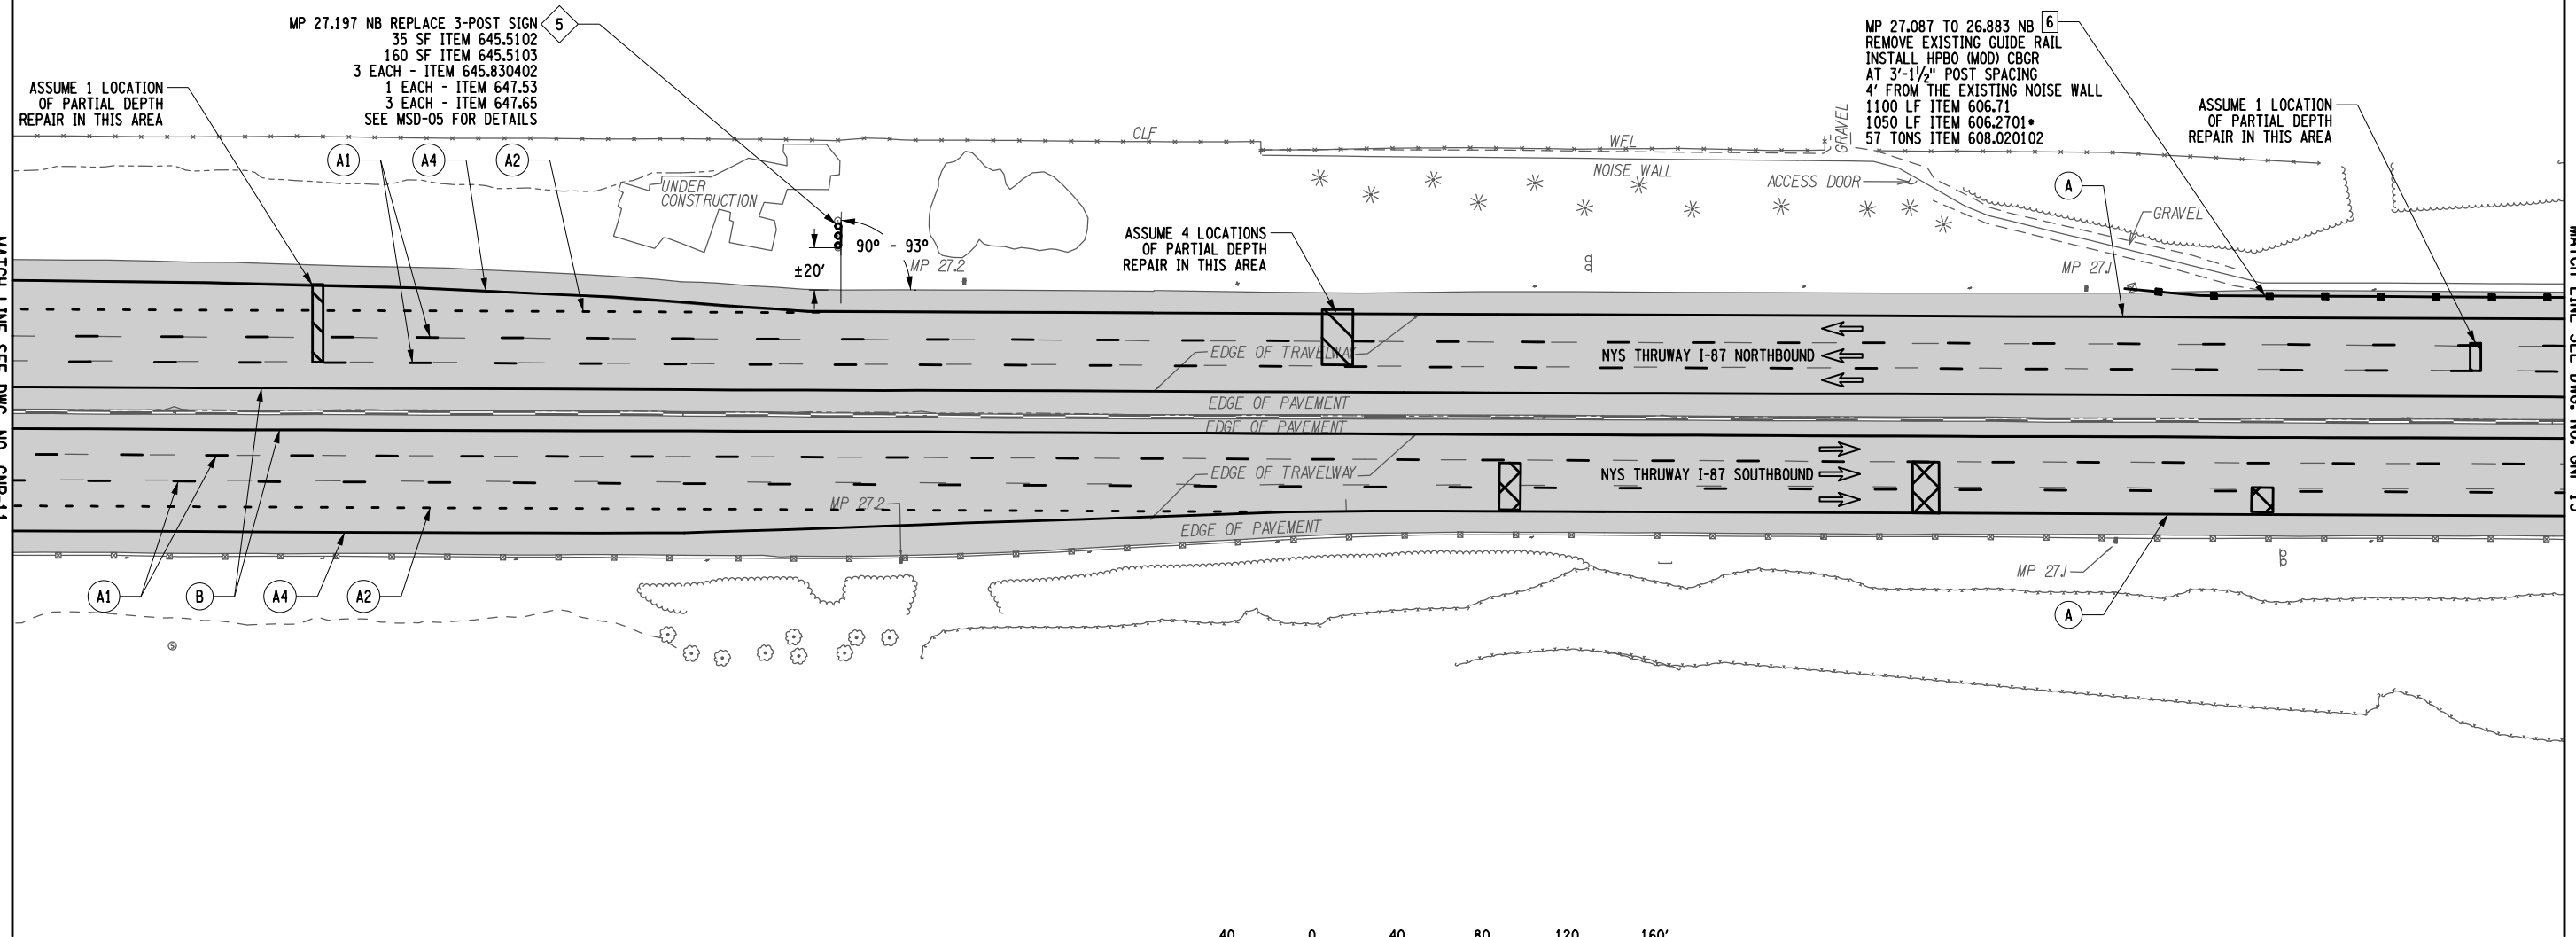 MP 27.197 NB REPLACE 3-POST SIGN
5
35 SF ITEM 645.5102
160 SF ITEM 645.5103
3 EACH - ITEM 645.830402
1 EACH - ITEM 647.53
3 EACH - ITEM 647.65
SEE MSD-05 FOR DETAILS
MP 27.087 TO 26.883 NB
6
REMOVE EXISTING GUIDE RAIL
INSTALL HPBO (MOD) CBGR
AT 3'-1 1/2" POST SPACING
4' FROM THE EXISTING NOISE WALL
1100 LF ITEM 606.71
1050 LF ITEM 606.2701•
57 TONS ITEM 608.020102
ASSUME 1 LOCATION
OF PARTIAL DEPTH
REPAIR IN THIS AREA
ASSUME 1 LOCATION
OF PARTIAL DEPTH
REPAIR IN THIS AREA
A1
A4
A2
CLF
WFL
GRAVEL
NOISE WALL
ACCESS DOOR
A
GRAVEL
UNDER
CONSTRUCTION
90° - 93°
±20'
MP 27.2
ASSUME 4 LOCATIONS
OF PARTIAL DEPTH
REPAIR IN THIS AREA
MP 27.1
EDGE OF TRAVELWAY
NYS THRUWAY I-87 NORTHBOUND
EDGE OF PAVEMENT
EDGE OF PAVEMENT
EDGE OF TRAVELWAY
NYS THRUWAY I-87 SOUTHBOUND
MP 27.2
EDGE OF PAVEMENT
MP 27.1
A1
B
A4
A2
A
S
40 0 40 80 120 160'